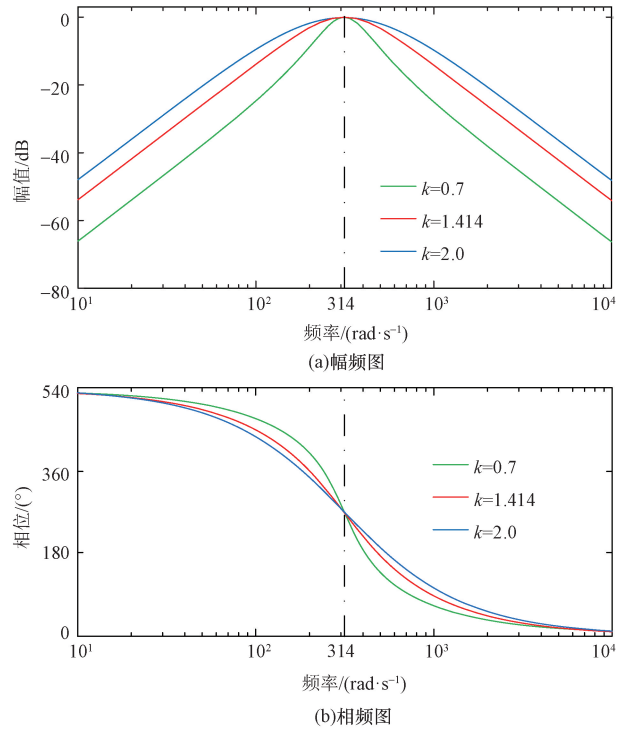 0
−20
−40
−60
−80
幅值/dB
k=0.7
k=1.414
k=2.0
10¹ 10² 314 10³ 10⁴
频率/(rad·s⁻¹)
(a)幅频图
540
360
180
0
相位/(°)
k=0.7
k=1.414
k=2.0
10¹ 10² 314 10³ 10⁴
频率/(rad·s⁻¹)
(b)相频图